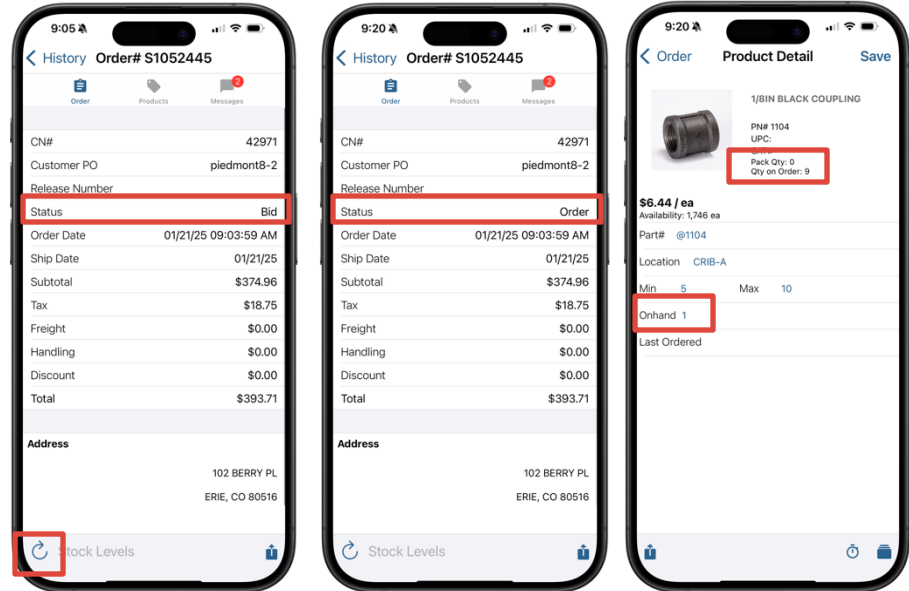 9:05
History Order# S1052445
2
Order Products Messages
CN# 42971
Customer PO piedmont8-2
Release Number
Status Bid
Order Date 01/21/25 09:03:59 AM
Ship Date 01/21/25
Subtotal $374.96
Tax $18.75
Freight $0.00
Handling $0.00
Discount $0.00
Total $393.71
Address
102 BERRY PL
ERIE, CO 80516
Stock Levels
9:20
History Order# S1052445
2
Order Products Messages
CN# 42971
Customer PO piedmont8-2
Release Number
Status Order
Order Date 01/21/25 09:03:59 AM
Ship Date 01/21/25
Subtotal $374.96
Tax $18.75
Freight $0.00
Handling $0.00
Discount $0.00
Total $393.71
Address
102 BERRY PL
ERIE, CO 80516
Stock Levels
9:20
Order Product Detail Save
1/8IN BLACK COUPLING
PN# 1104
UPC:
Pack Qty: 0
Qty on Order: 9
$6.44 / ea
Availability: 1,746 ea
Part# @1104
Location CRIB-A
Min 5 Max 10
Onhand 1
Last Ordered